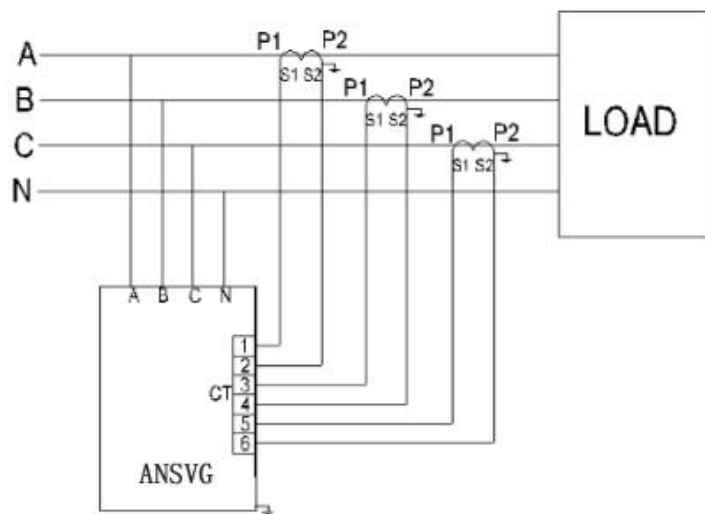 A P1 P2
S1 S2
B P1 P2
S1 S2
LOAD
C P1 P2
S1 S2
N
A B C N
1
2
CT 3
4
5
6
ANSVG